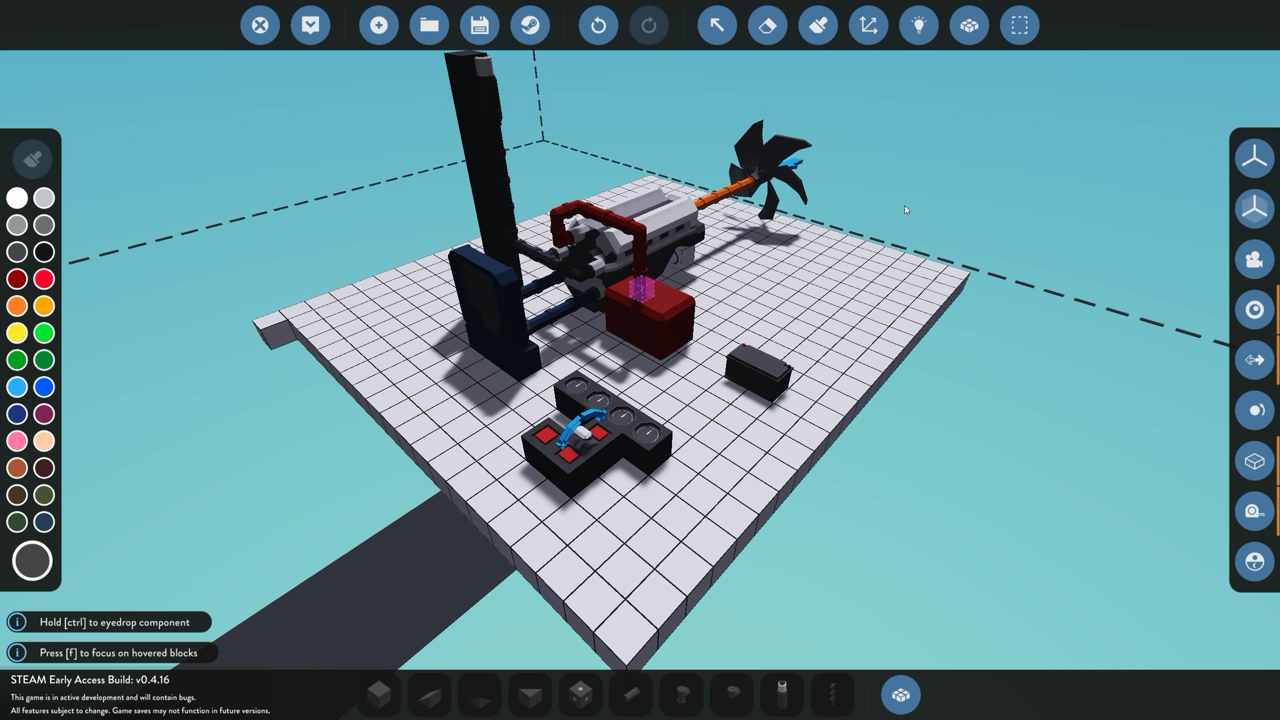 Hold [ctrl] to eyedrop component
Press [f] to focus on hovered blocks
STEAM Early Access Build: v0.4.16
This game is in active development and will contain bugs.
All features subject to change. Game saves may not function in future versions.